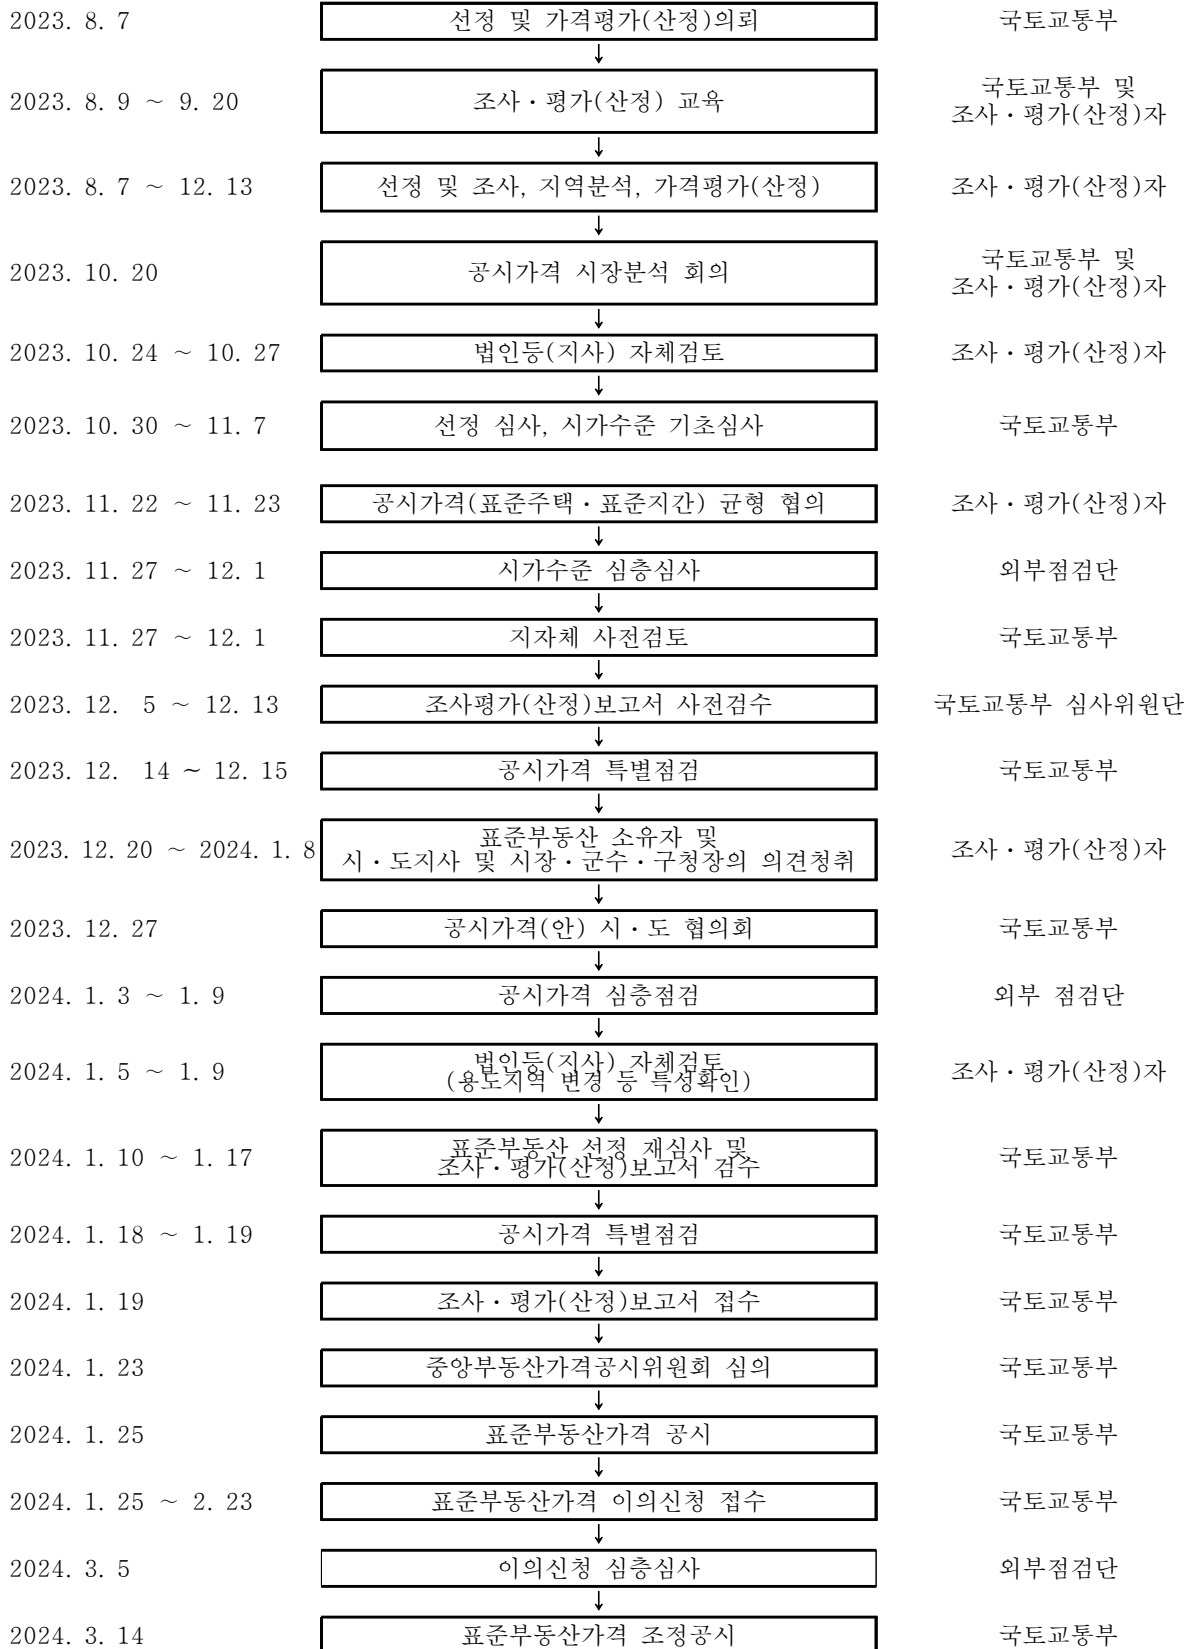 2023. 8. 7 선정 및 가격평가(산정)의뢰 국토교통부
↓
2023. 8. 9 ~ 9. 20 조사・평가(산정) 교육 국토교통부 및
조사・평가(산정)자
↓
2023. 8. 7 ~ 12. 13 선정 및 조사, 지역분석, 가격평가(산정) 조사・평가(산정)자
↓
2023. 10. 20 공시가격 시장분석 회의 국토교통부 및
조사・평가(산정)자
↓
2023. 10. 24 ~ 10. 27 법인등(지사) 자체검토 조사・평가(산정)자
↓
2023. 10. 30 ~ 11. 7 선정 심사, 시가수준 기초심사 국토교통부
2023. 11. 22 ~ 11. 23 공시가격(표준주택・표준지간) 균형 협의 조사・평가(산정)자
↓
2023. 11. 27 ~ 12. 1 시가수준 심층심사 외부점검단
↓
2023. 11. 27 ~ 12. 1 지자체 사전검토 국토교통부
↓
2023. 12. 5 ~ 12. 13 조사평가(산정)보고서 사전검수 국토교통부 심사위원단
↓
2023. 12. 14 ~ 12. 15 공시가격 특별점검 국토교통부
↓
2023. 12. 20 ~ 2024. 1. 8 표준부동산 소유자 및
시・도지사 및 시장・군수・구청장의 의견청취 조사・평가(산정)자
↓
2023. 12. 27 공시가격(안) 시・도 협의회 국토교통부
↓
2024. 1. 3 ~ 1. 9 공시가격 심층점검 외부 점검단
↓
2024. 1. 5 ~ 1. 9 법인등(지사) 자체검토
(용도지역 변경 등 특성확인) 조사・평가(산정)자
↓
2024. 1. 10 ~ 1. 17 표준부동산 선정 재심사 및
조사・평가(산정)보고서 검수 국토교통부
↓
2024. 1. 18 ~ 1. 19 공시가격 특별점검 국토교통부
↓
2024. 1. 19 조사・평가(산정)보고서 접수 국토교통부
↓
2024. 1. 23 중앙부동산가격공시위원회 심의 국토교통부
↓
2024. 1. 25 표준부동산가격 공시 국토교통부
↓
2024. 1. 25 ~ 2. 23 표준부동산가격 이의신청 접수 국토교통부
↓
2024. 3. 5 이의신청 심층심사 외부점검단
↓
2024. 3. 14 표준부동산가격 조정공시 국토교통부